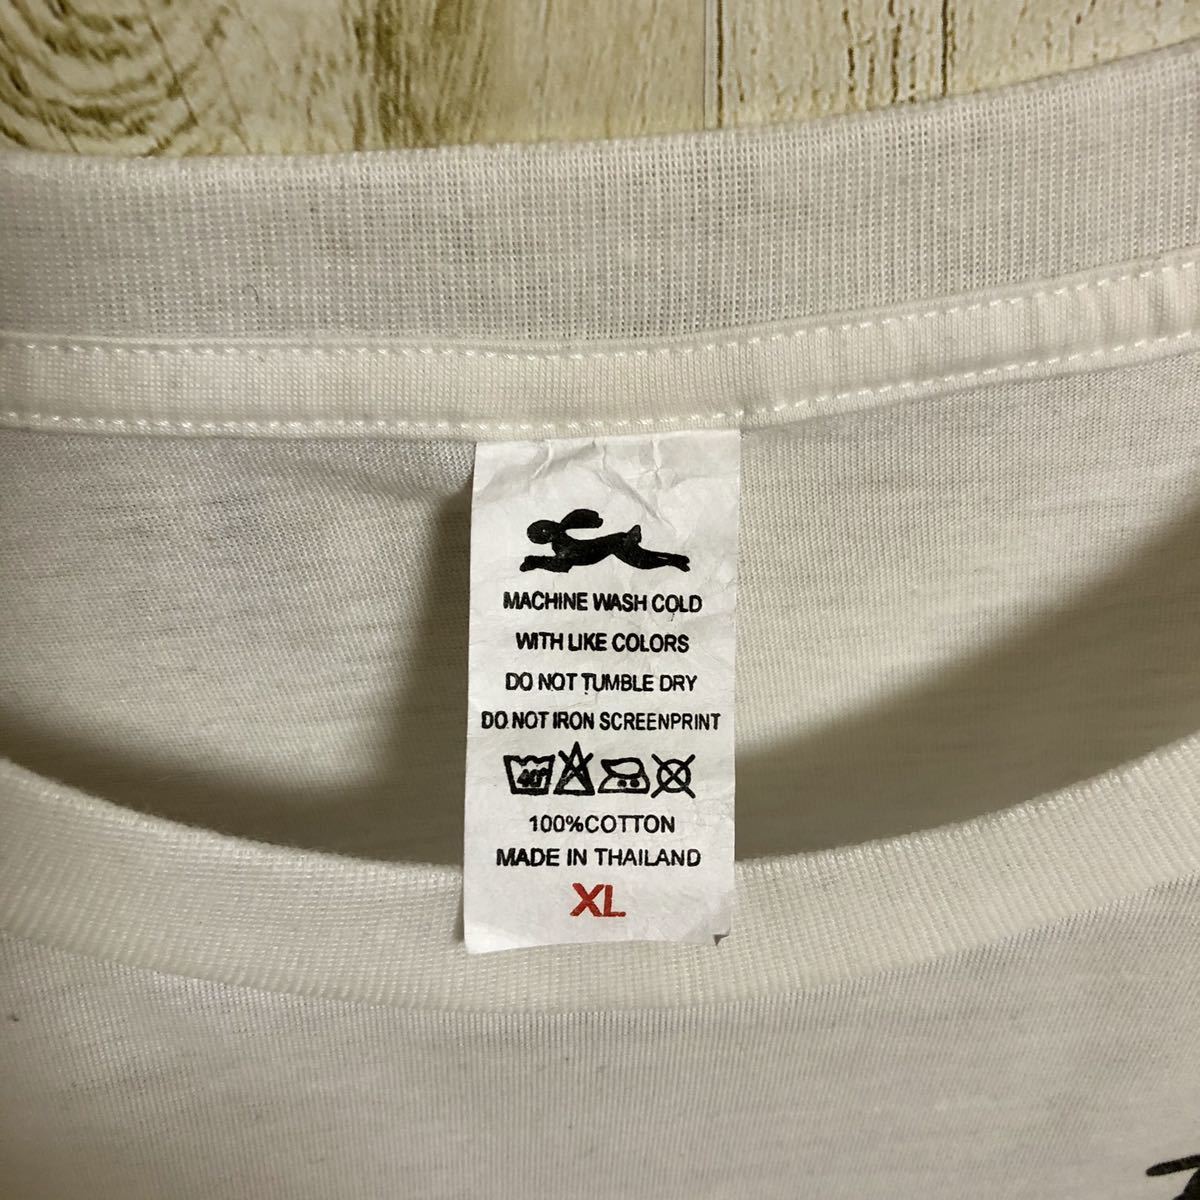 MACHINE WASH COLD
WITH LIKE COLORS
DO NOT TUMBLE DRY
DO NOT IRON SCREENPRINT
40°
100%COTTON
MADE IN THAILAND
XL